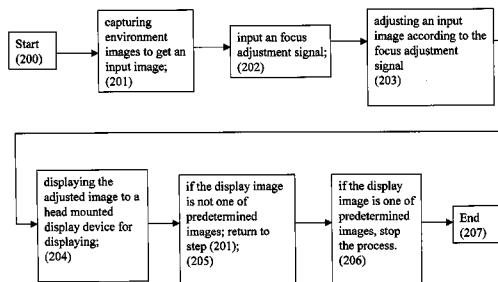 Start
(200)
capturing
environment
images to get an
input image;
(201)
input an focus
adjustment signal;
(202)
adjusting an input
image according to the
focus adjustment
signal
(203)
displaying the
adjusted image to a
head mounted
display device for
displaying;
(204)
if the display image
is not one of
predetermined
images; return to
step (201);
(205)
if the display
image is one of
predetermined
images, stop
the process.
(206)
End
(207)